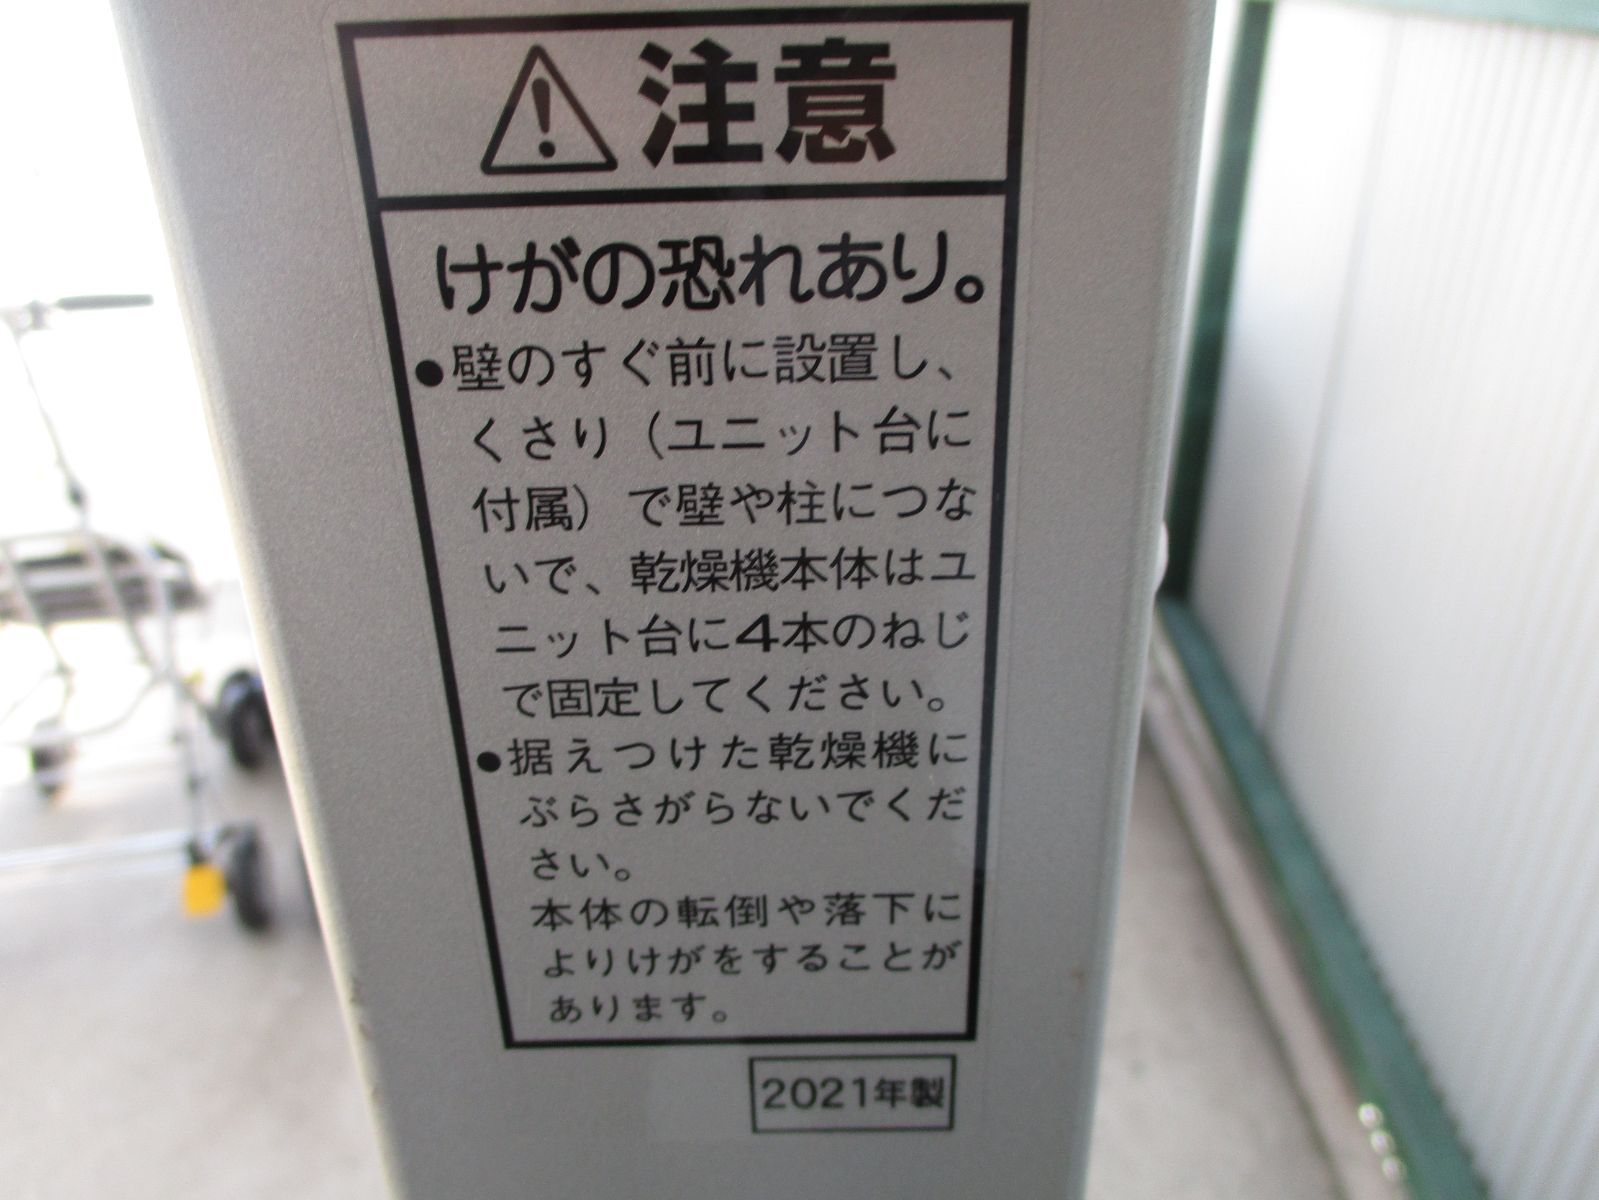 注意
けがの恐れあり。
●壁のすぐ前に設置し、
くさり（ユニット台に
付属）で壁や柱につな
いで、乾燥機本体はユ
ニット台に4本のねじ
で固定してください。
●据えつけた乾燥機に
ぶらさがらないでくだ
さい。
本体の転倒や落下に
よりけがをすることが
あります。
2021年製